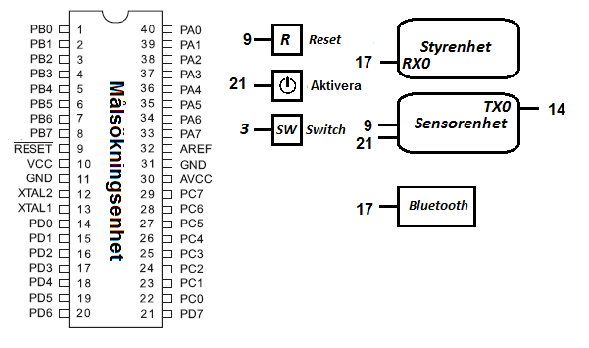 PB0 1 40 PA0
PB1 2 39 PA1
PB2 3 38 PA2
PB3 4 37 PA3
PB4 5 36 PA4
PB5 6 35 PA5
PB6 7 34 PA6
PB7 8 33 PA7
RESET 9 32 AREF
VCC 10 31 GND
GND 11 30 AVCC
XTAL2 12 29 PC7
XTAL1 13 28 PC6
PD0 14 27 PC5
PD1 15 26 PC4
PD2 16 25 PC3
PD3 17 24 PC2
PD4 18 23 PC1
PD5 19 22 PC0
PD6 20 21 PD7
Målsökningsenhet
9 R Reset
21 Aktivera
3 SW Switch
Styrenhet
17 RX0
TX0 14
Sensorenhet
9
21
17 Bluetooth